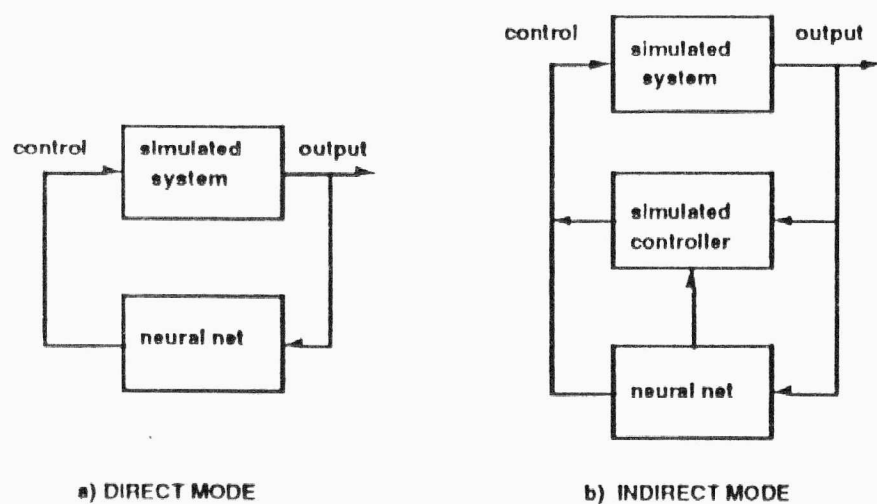 control
simulated
system
output
neural net
a) DIRECT MODE
control
simulated
system
output
simulated
controller
neural net
b) INDIRECT MODE